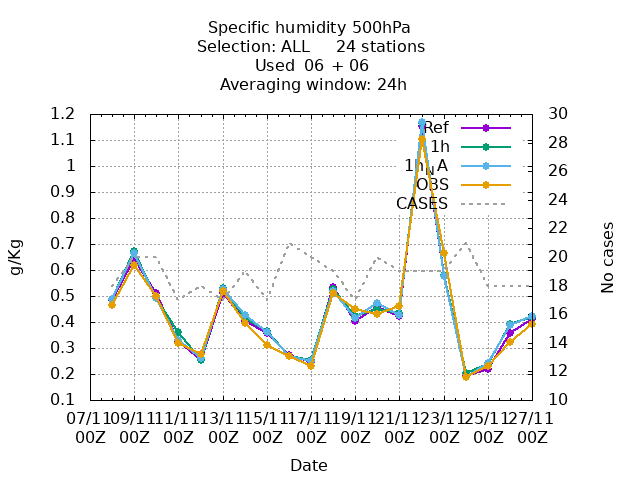 Specific humidity 500hPa
Selection: ALL 24 stations
Used 06 + 06
Averaging window: 24h
1.2
1.1
1
0.9
0.8
0.7
0.6
0.5
0.4
0.3
0.2
0.1
g/Kg
30
28
26
24
22
20
18
16
14
12
10
No cases
Ref
1h
1h_NA
OBS
CASES
07/11 09/11 11/11 13/11 15/11 17/11 19/11 21/11 23/11 25/11 27/11
00Z 00Z 00Z 00Z 00Z 00Z 00Z 00Z 00Z 00Z 00Z
Date